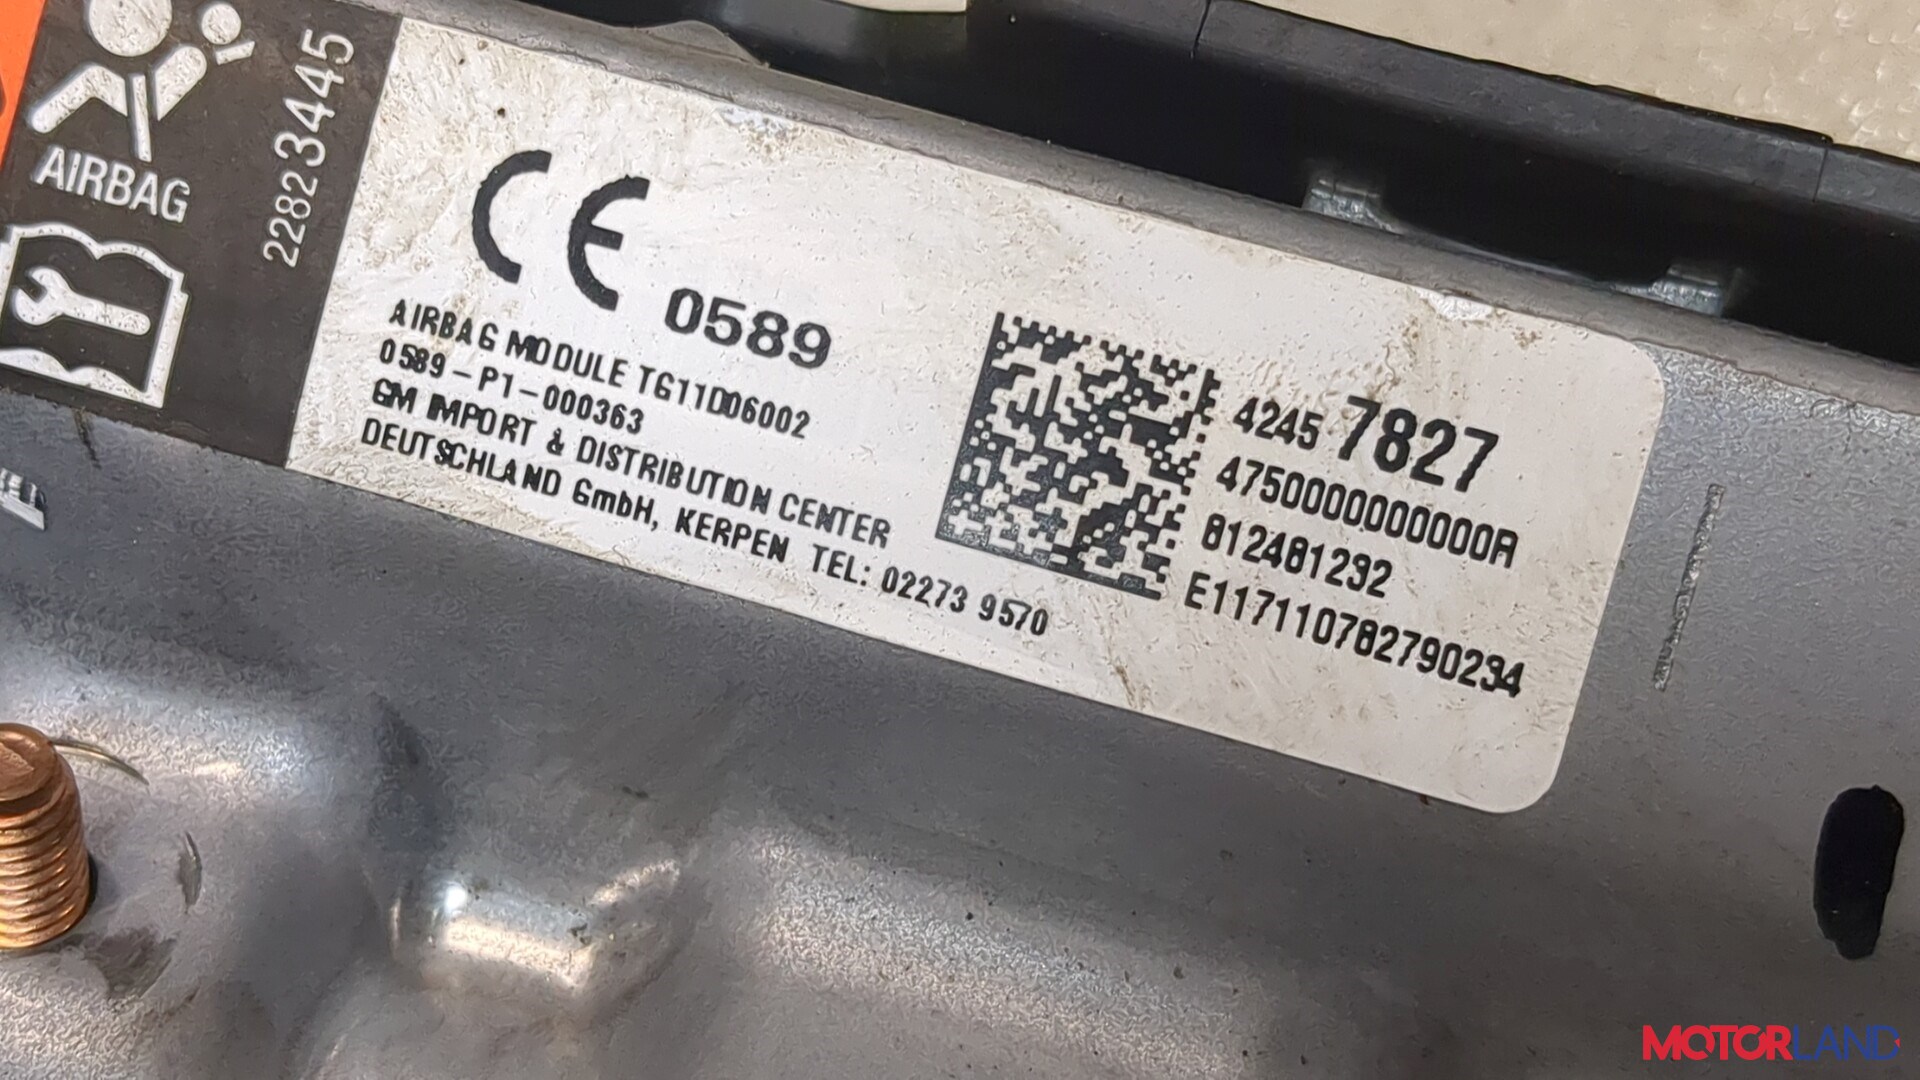 AIRBAG
22823445
CE 0589
AIRBAG MODULE TG11D06002
0589-P1-000363
GM IMPORT & DISTRIBUTION CENTER
DEUTSCHLAND GmbH, KERPEN TEL: 02273 9570
4245 7827
4750000000000A
812481292
E117110782790234
MOTORLAND